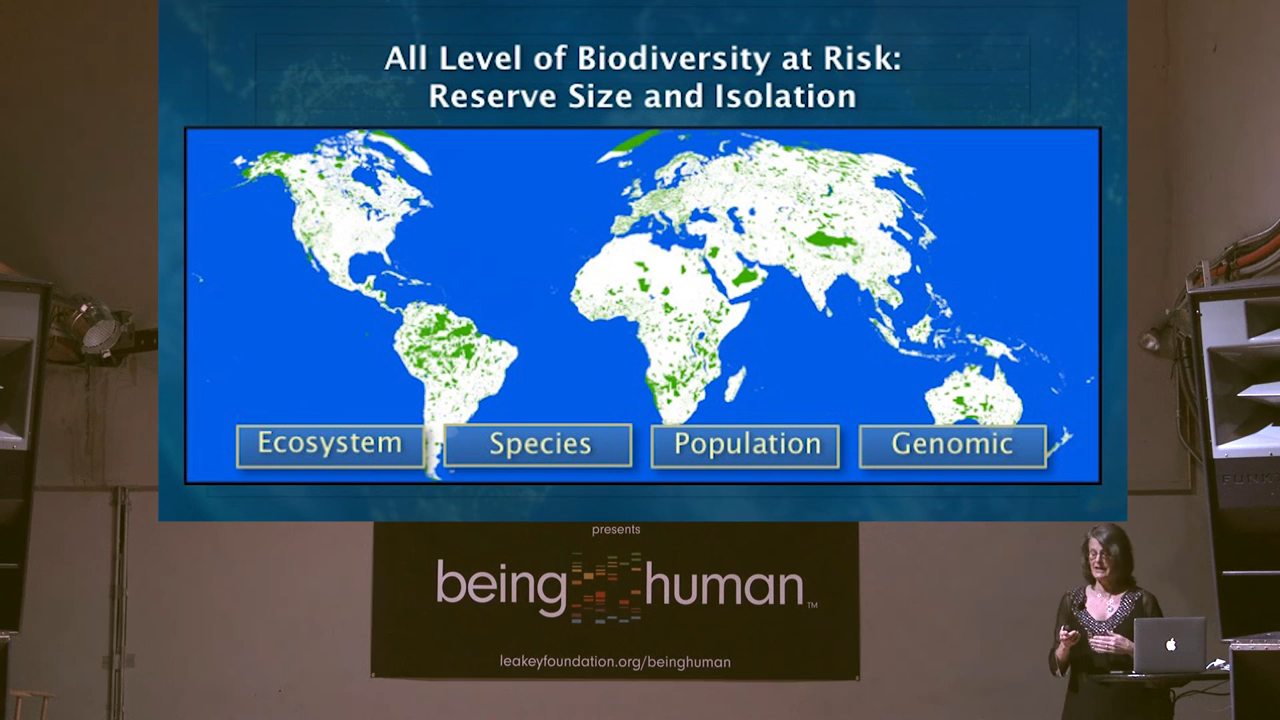 All Level of Biodiversity at Risk:
Reserve Size and Isolation
Ecosystem
Species
Population
Genomic
presents
being human™
leakeyfoundation.org/beinghuman